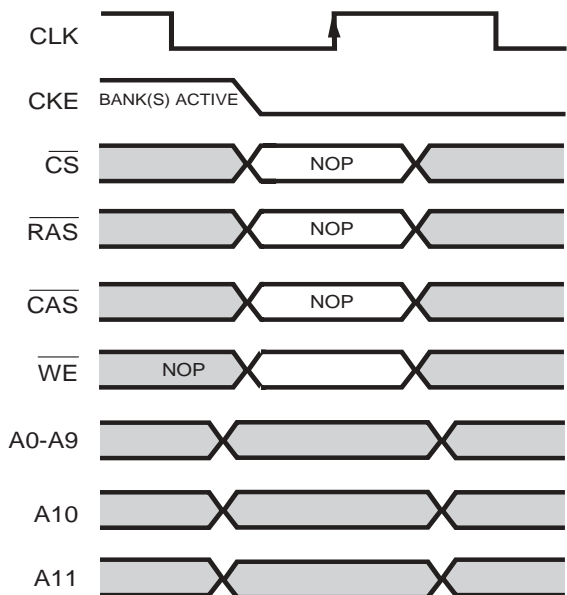 CLK
CKE BANK(S) ACTIVE
CS NOP
RAS NOP
CAS NOP
WE NOP
A0-A9
A10
A11